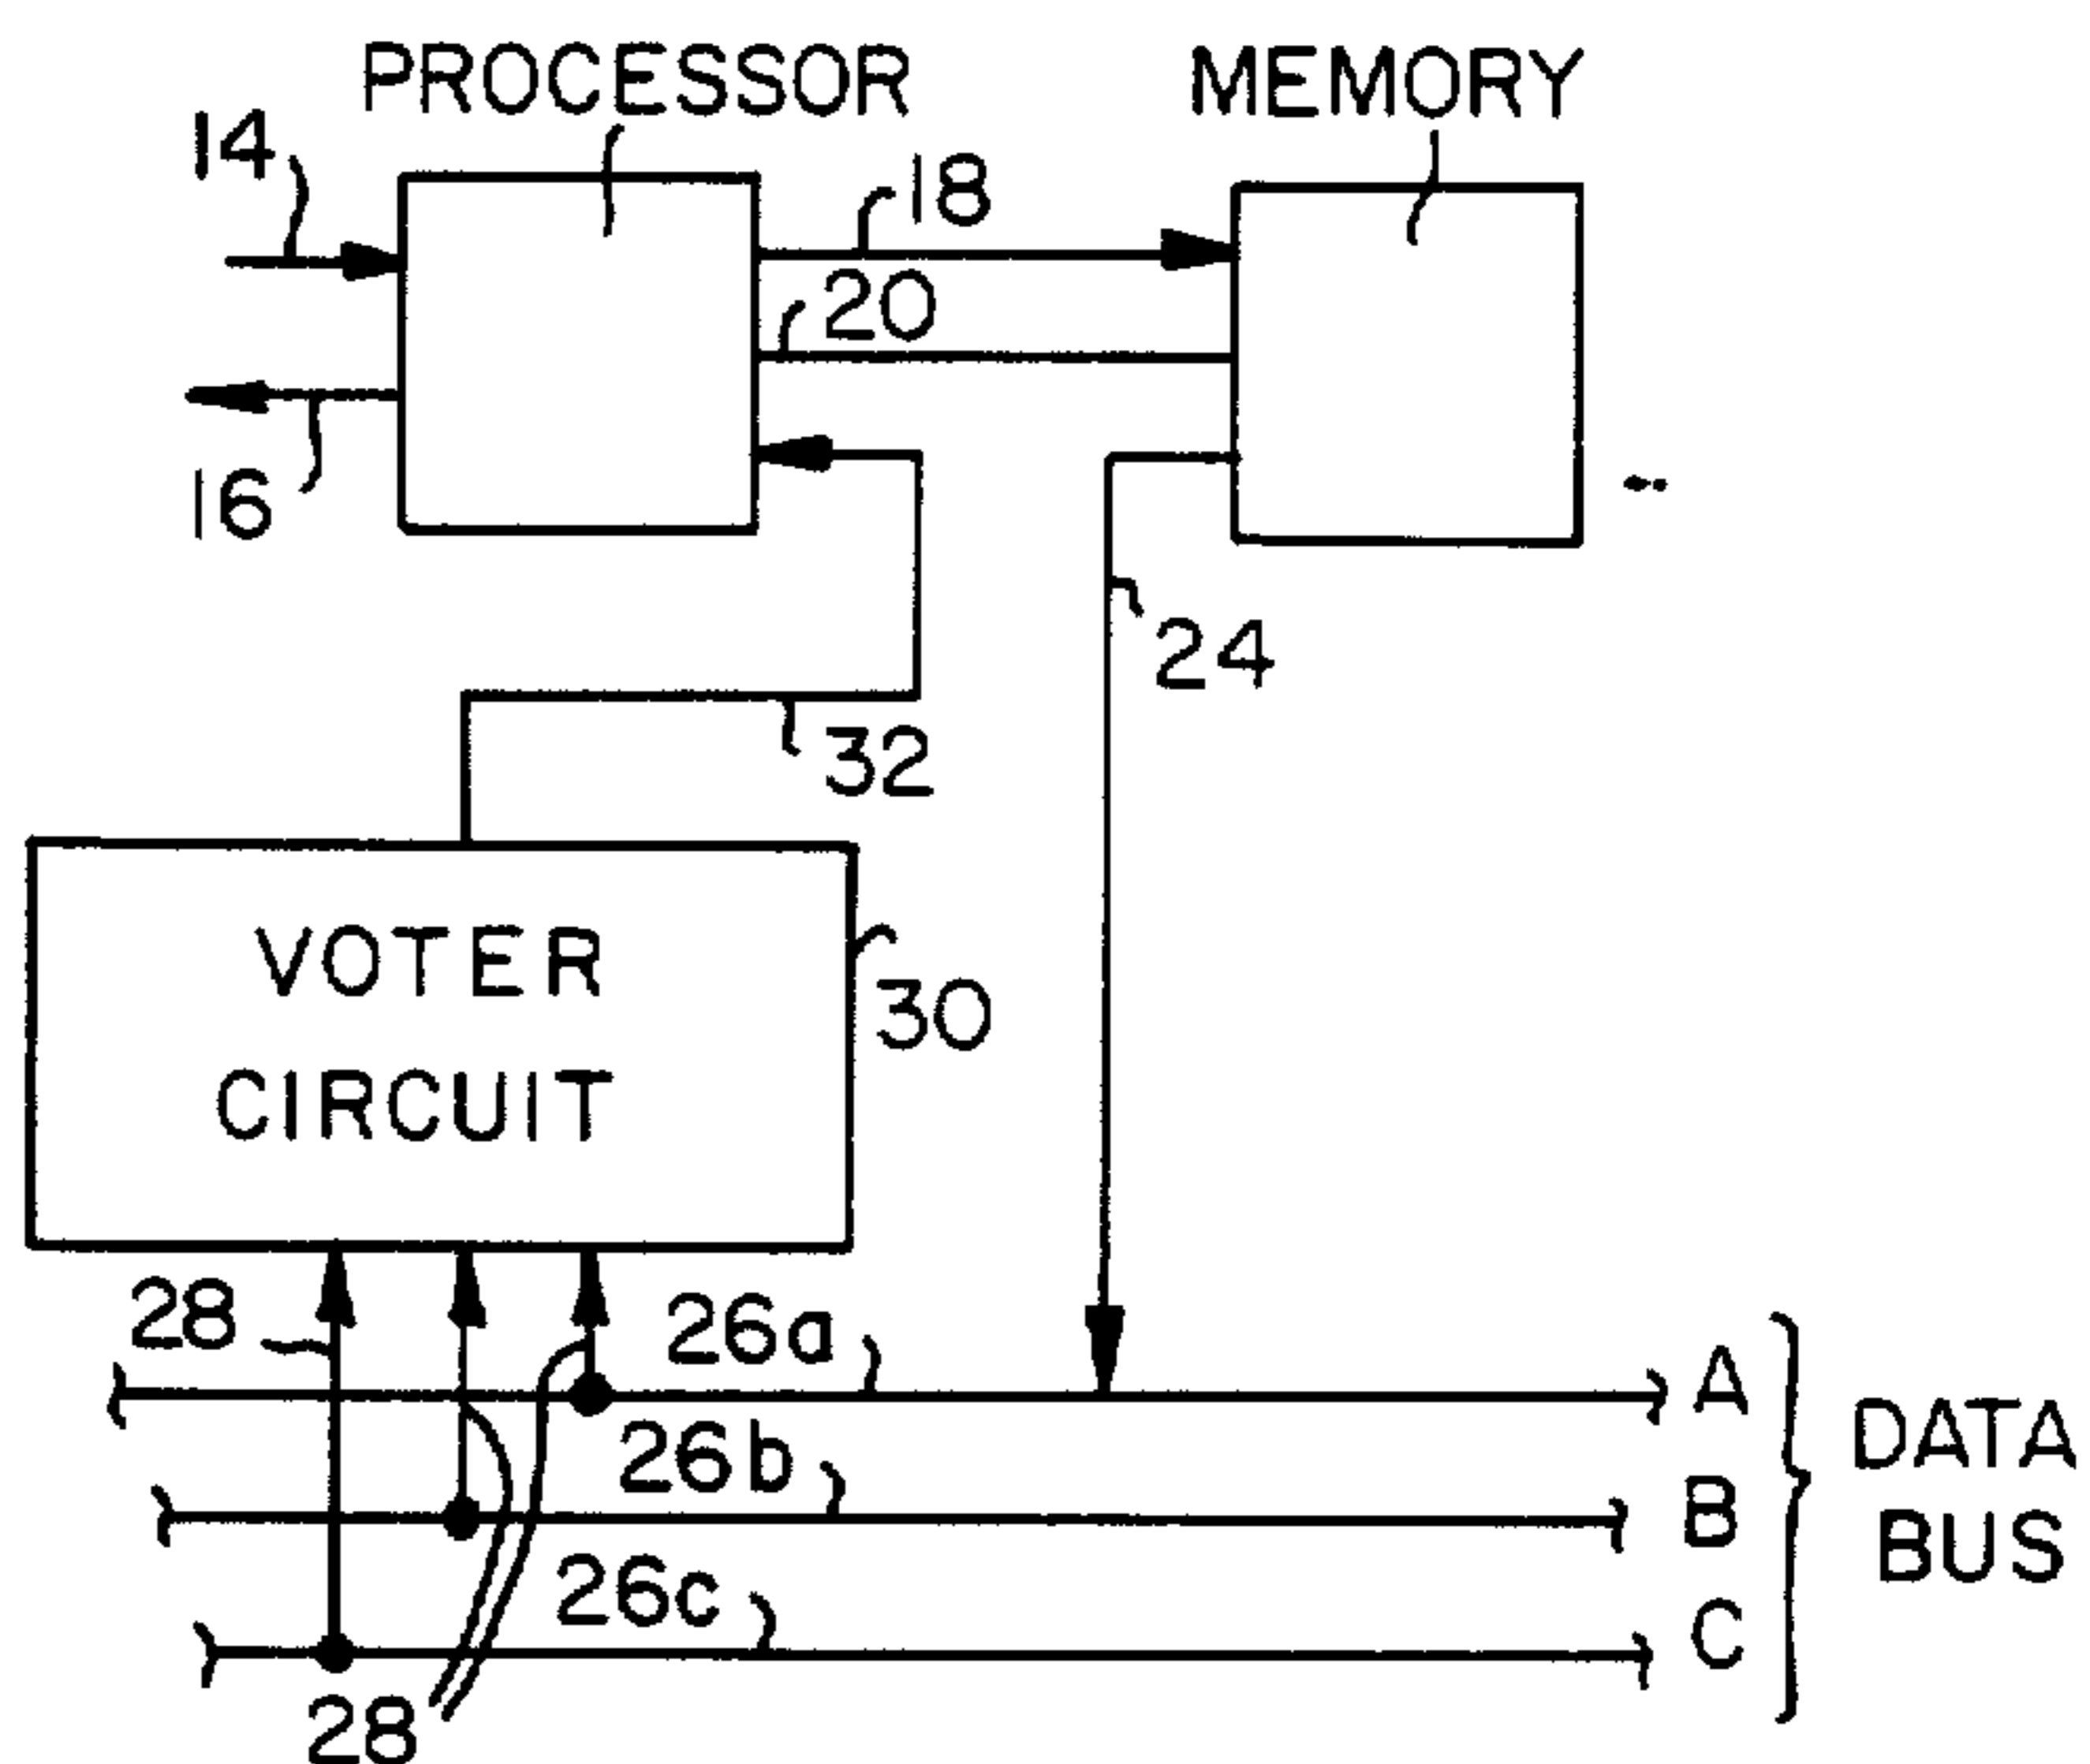 PROCESSOR
MEMORY
14
18
20
16
24
32
VOTER
CIRCUIT
30
28
26a
A
26b
DATA
BUS
B
26c
C
28